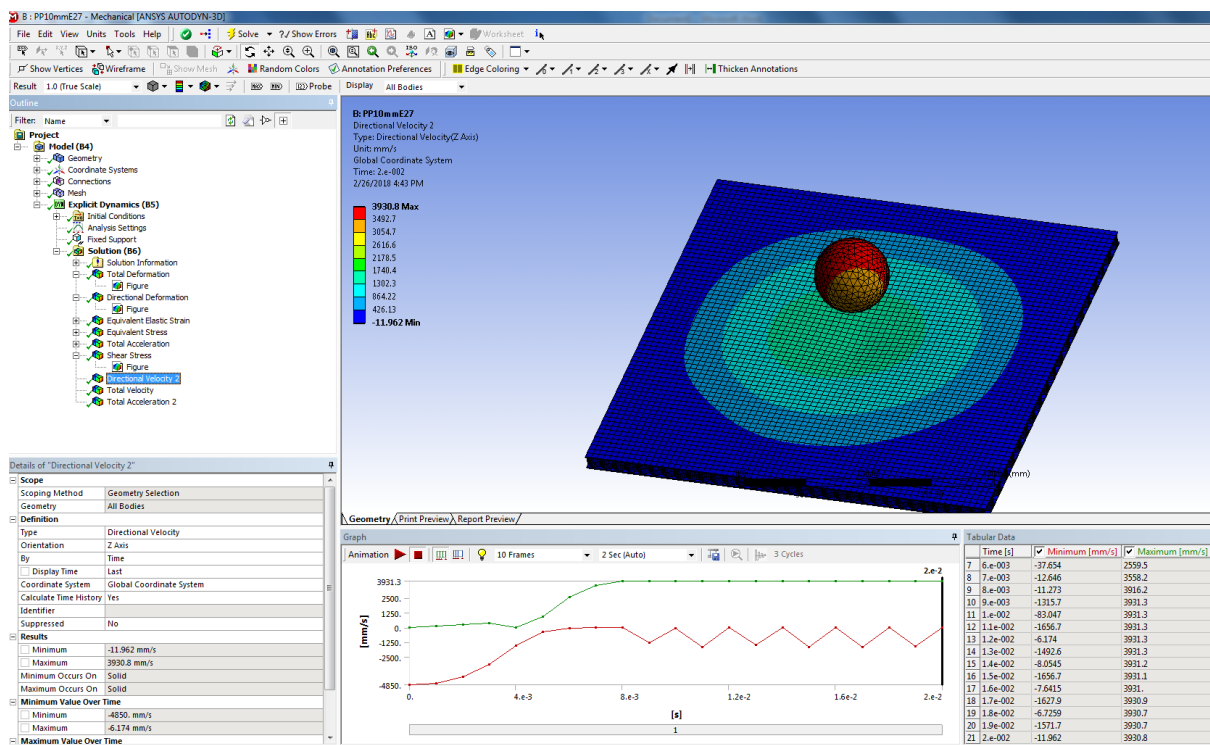 B : PP10mmE27 - Mechanical [ANSYS AUTODYN-3D]
File Edit View Units Tools Help Solve ?/ Show Errors A Worksheet
Show Vertices Wireframe Show Mesh Random Colors Annotation Preferences Edge Coloring Thicken Annotations
Result 1.0 (True Scale) MAX MIN Probe Display All Bodies
Outline
Filter: Name
Project
Model (B4)
Geometry
Coordinate Systems
Connections
Mesh
Explicit Dynamics (B5)
Initial Conditions
Analysis Settings
Fixed Support
Solution (B6)
Solution Information
Total Deformation
Figure
Directional Deformation
Figure
Equivalent Elastic Strain
Equivalent Stress
Total Acceleration
Shear Stress
Figure
Directional Velocity 2
Total Velocity
Total Acceleration 2
B: PP10mmE27
Directional Velocity 2
Type: Directional Velocity(Z Axis)
Unit: mm/s
Global Coordinate System
Time: 2.e-002
2/26/2018 4:43 PM
3930.8 Max
3492.7
3054.7
2616.6
2178.5
1740.4
1302.3
864.22
426.13
-11.962 Min
(mm)
Geometry Print Preview Report Preview
Details of "Directional Velocity 2"
Scope
Scoping Method Geometry Selection
Geometry All Bodies
Definition
Type Directional Velocity
Orientation Z Axis
By Time
Display Time Last
Coordinate System Global Coordinate System
Calculate Time History Yes
Identifier
Suppressed No
Results
Minimum -11.962 mm/s
Maximum 3930.8 mm/s
Minimum Occurs On Solid
Maximum Occurs On Solid
Minimum Value Over Time
Minimum -4850. mm/s
Maximum -6.174 mm/s
Maximum Value Over Time
Graph
Animation 10 Frames 2 Sec (Auto) 3 Cycles
2.e-2
3931.3
2500.
1250.
0.
-1250.
-2500.
-4850.
[mm/s]
0. 4.e-3 8.e-3 1.2e-2 1.6e-2 2.e-2
[s]
1
Tabular Data
Time [s] Minimum [mm/s] Maximum [mm/s]
7 6.e-003 -37.654 2559.5
8 7.e-003 -12.646 3558.2
9 8.e-003 -11.273 3916.2
10 9.e-003 -1315.7 3931.3
11 1.e-002 -83.047 3931.3
12 1.1e-002 -1656.7 3931.3
13 1.2e-002 -6.174 3931.3
14 1.3e-002 -1492.6 3931.3
15 1.4e-002 -8.0545 3931.2
16 1.5e-002 -1656.7 3931.1
17 1.6e-002 -7.6415 3931.
18 1.7e-002 -1627.9 3930.9
19 1.8e-002 -6.7259 3930.7
20 1.9e-002 -1571.7 3930.7
21 2.e-002 -11.962 3930.8